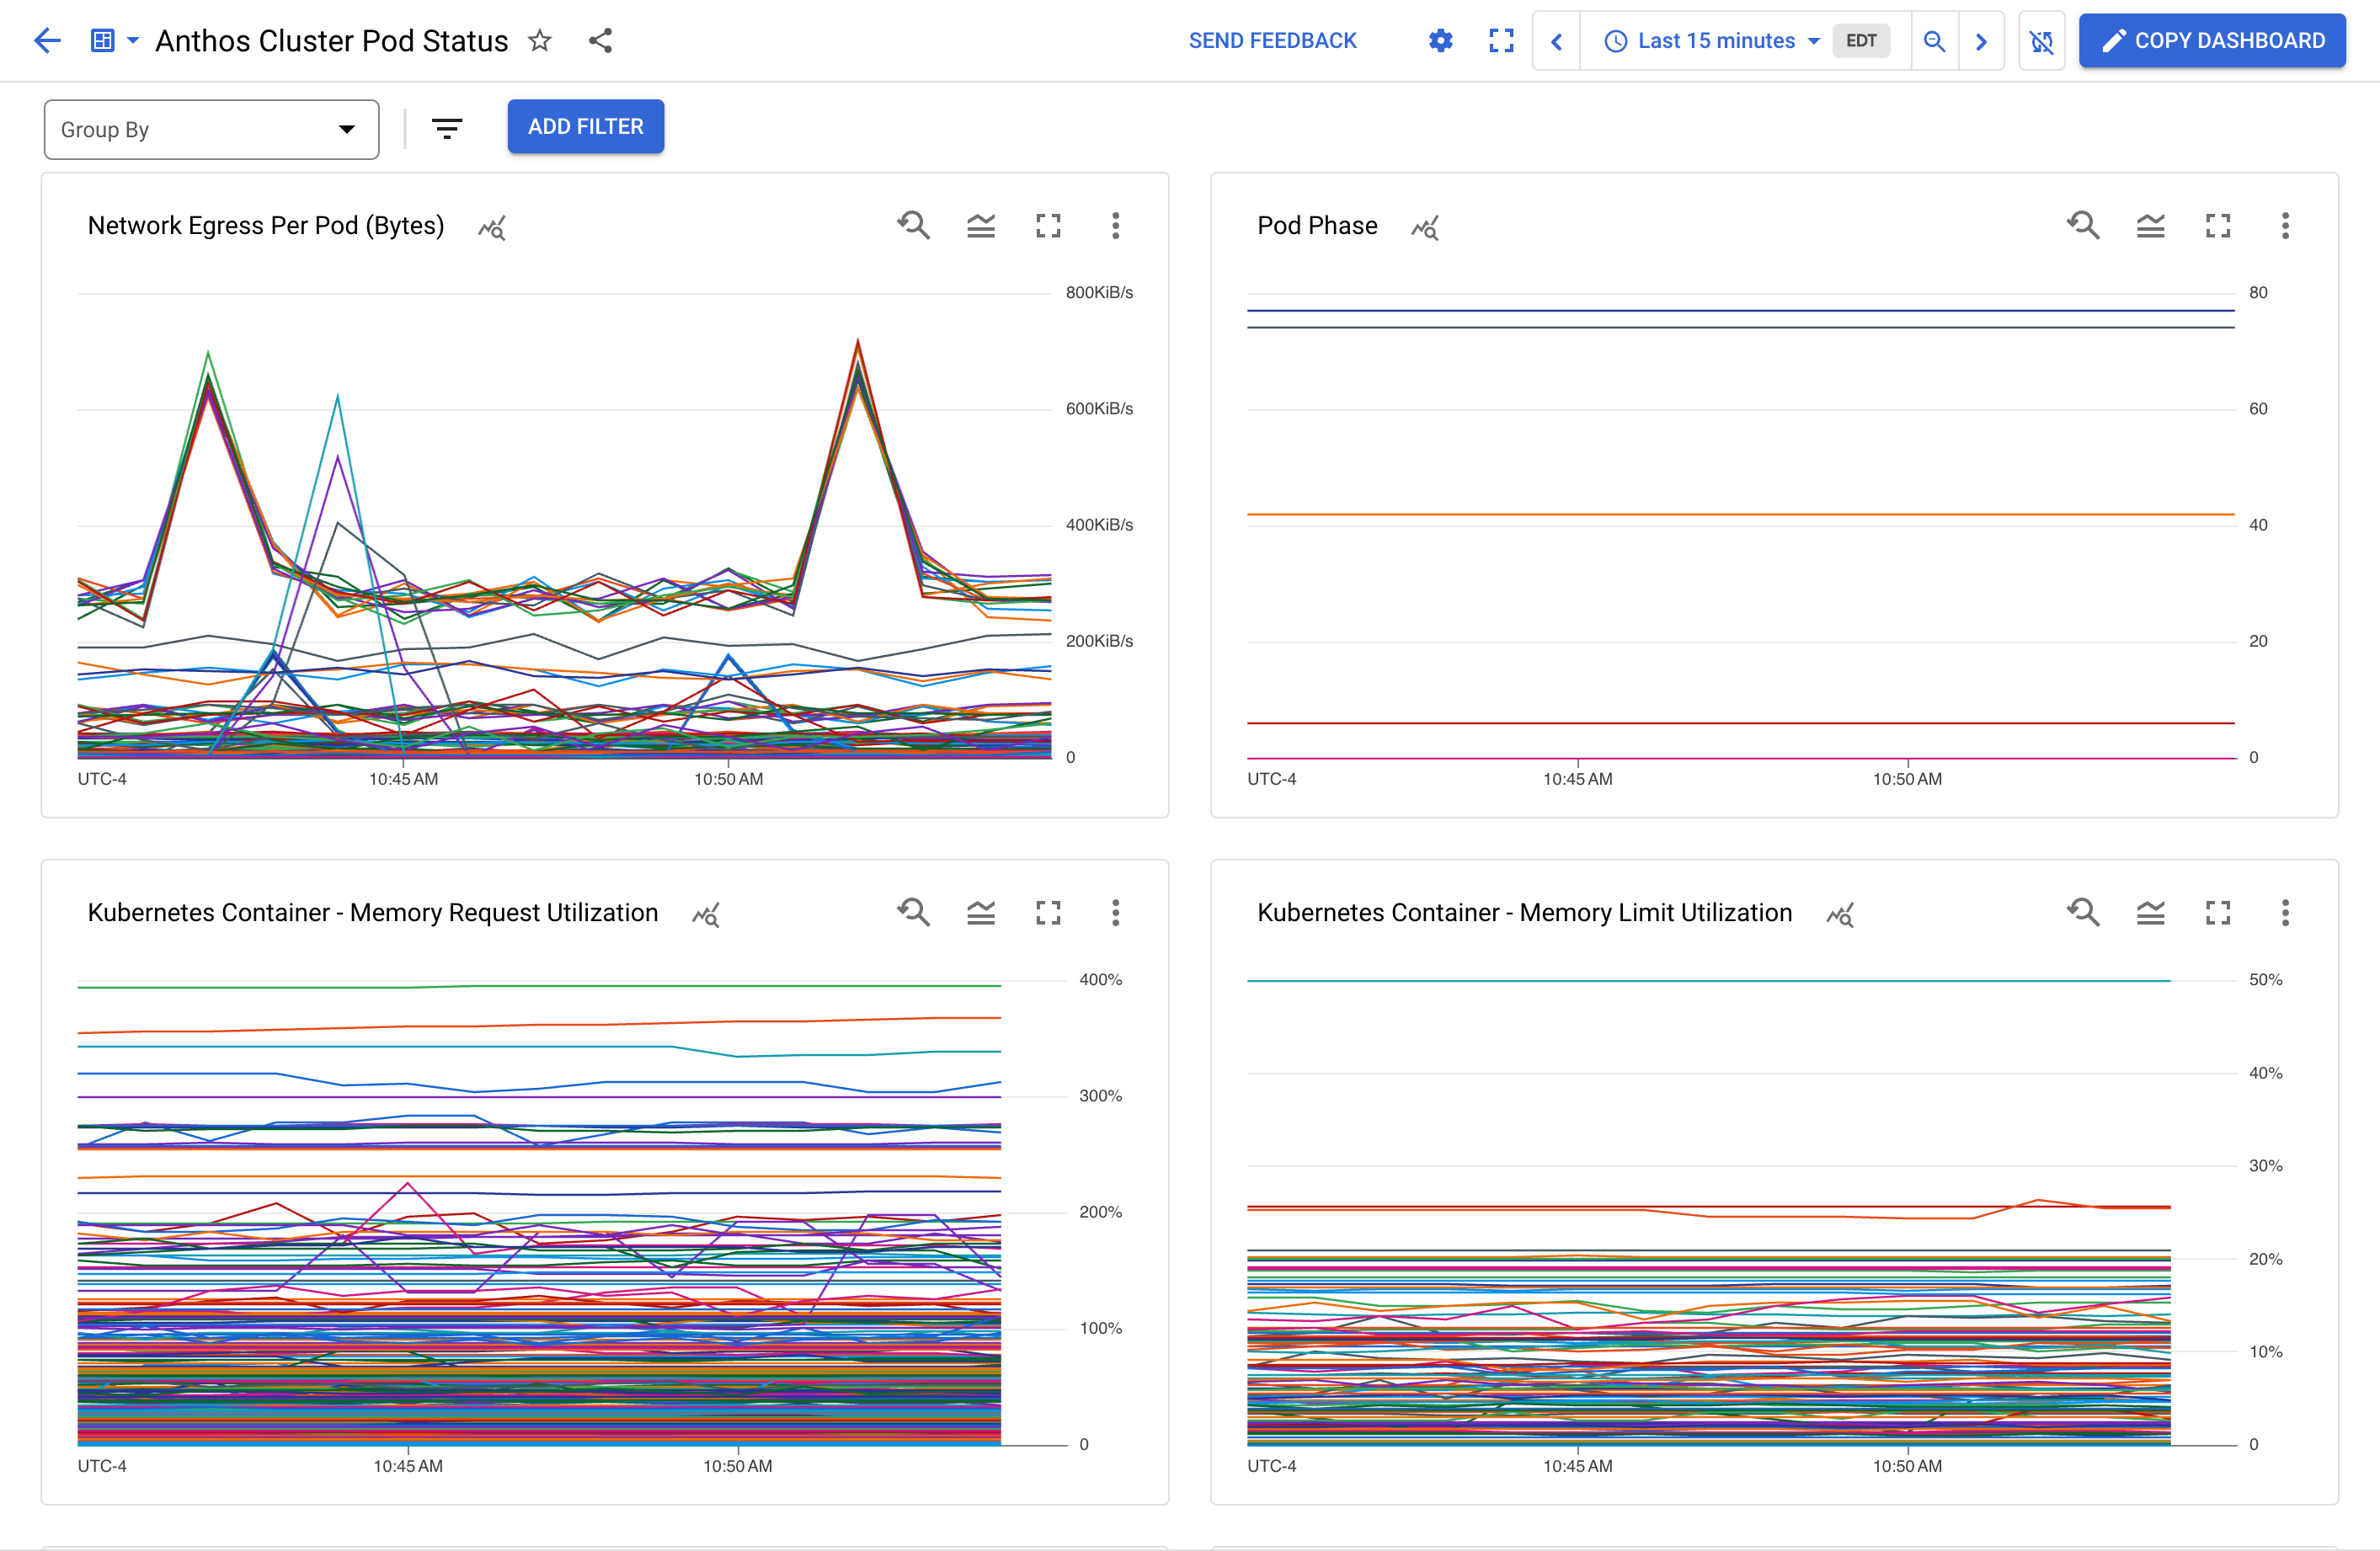 Anthos Cluster Pod Status
SEND FEEDBACK
Last 15 minutes
EDT
COPY DASHBOARD
Group By
ADD FILTER
Network Egress Per Pod (Bytes)
800KiB/s
600KiB/s
400KiB/s
200KiB/s
0
UTC-4
10:45 AM
10:50 AM
Pod Phase
80
60
40
20
0
UTC-4
10:45 AM
10:50 AM
Kubernetes Container - Memory Request Utilization
400%
300%
200%
100%
0
UTC-4
10:45 AM
10:50 AM
Kubernetes Container - Memory Limit Utilization
50%
40%
30%
20%
10%
0
UTC-4
10:45 AM
10:50 AM